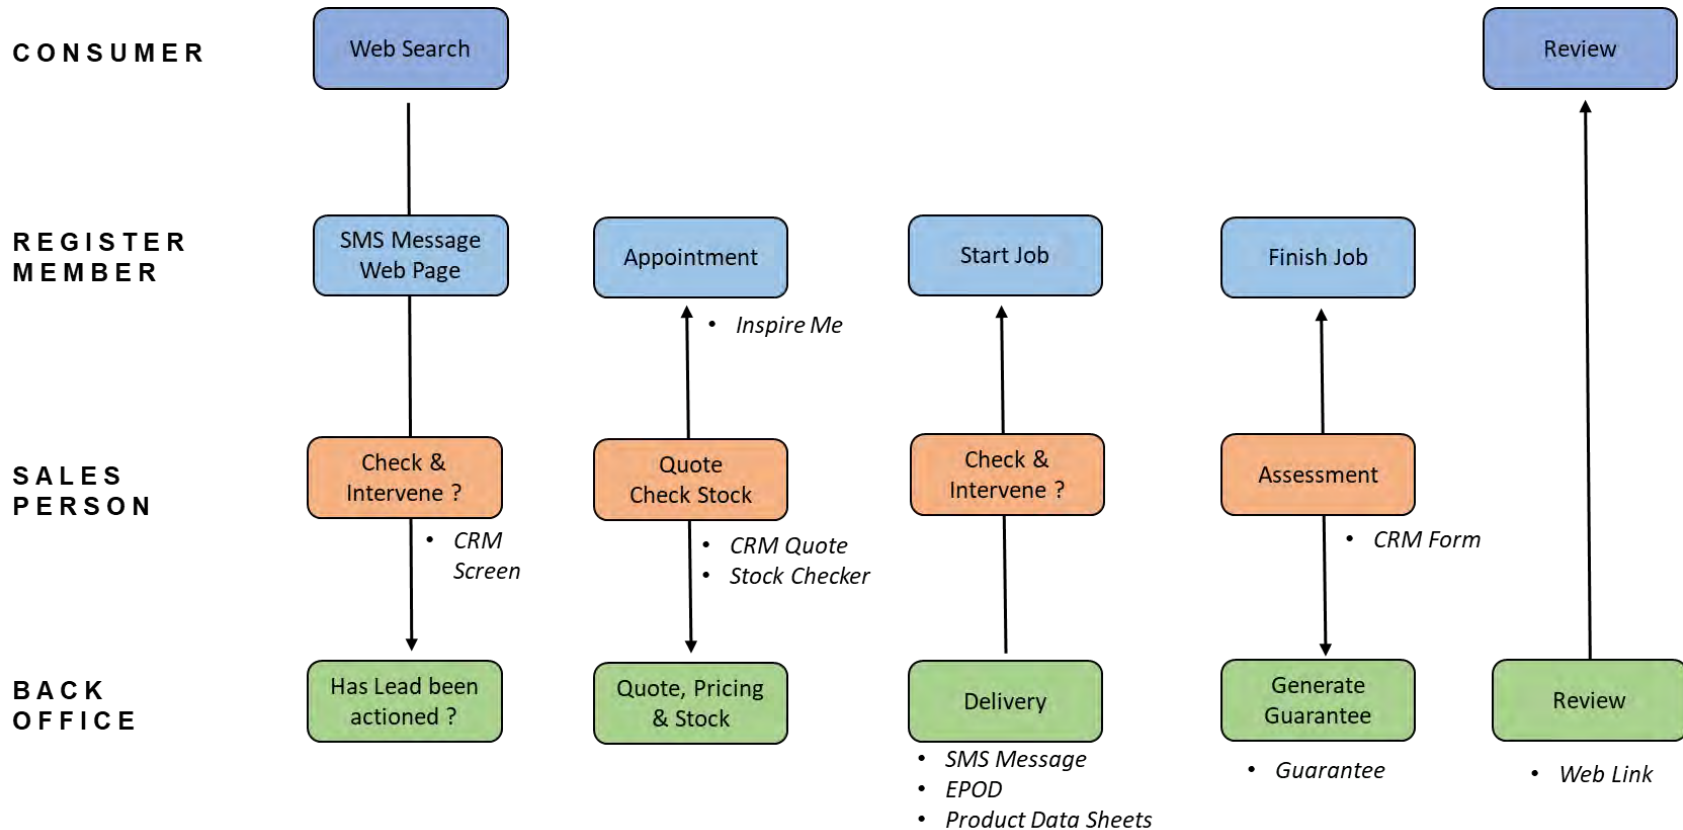 CONSUMER
Web Search
Review
REGISTER
MEMBER
SMS Message
Web Page
Appointment
Start Job
Finish Job
• Inspire Me
SALES
PERSON
Check &
Intervene ?
Quote
Check Stock
Check &
Intervene ?
Assessment
• CRM
Screen
• CRM Quote
• Stock Checker
• CRM Form
BACK
OFFICE
Has Lead been
actioned ?
Quote, Pricing
& Stock
Delivery
Generate
Guarantee
Review
• SMS Message
• EPOD
• Product Data Sheets
• Guarantee
• Web Link